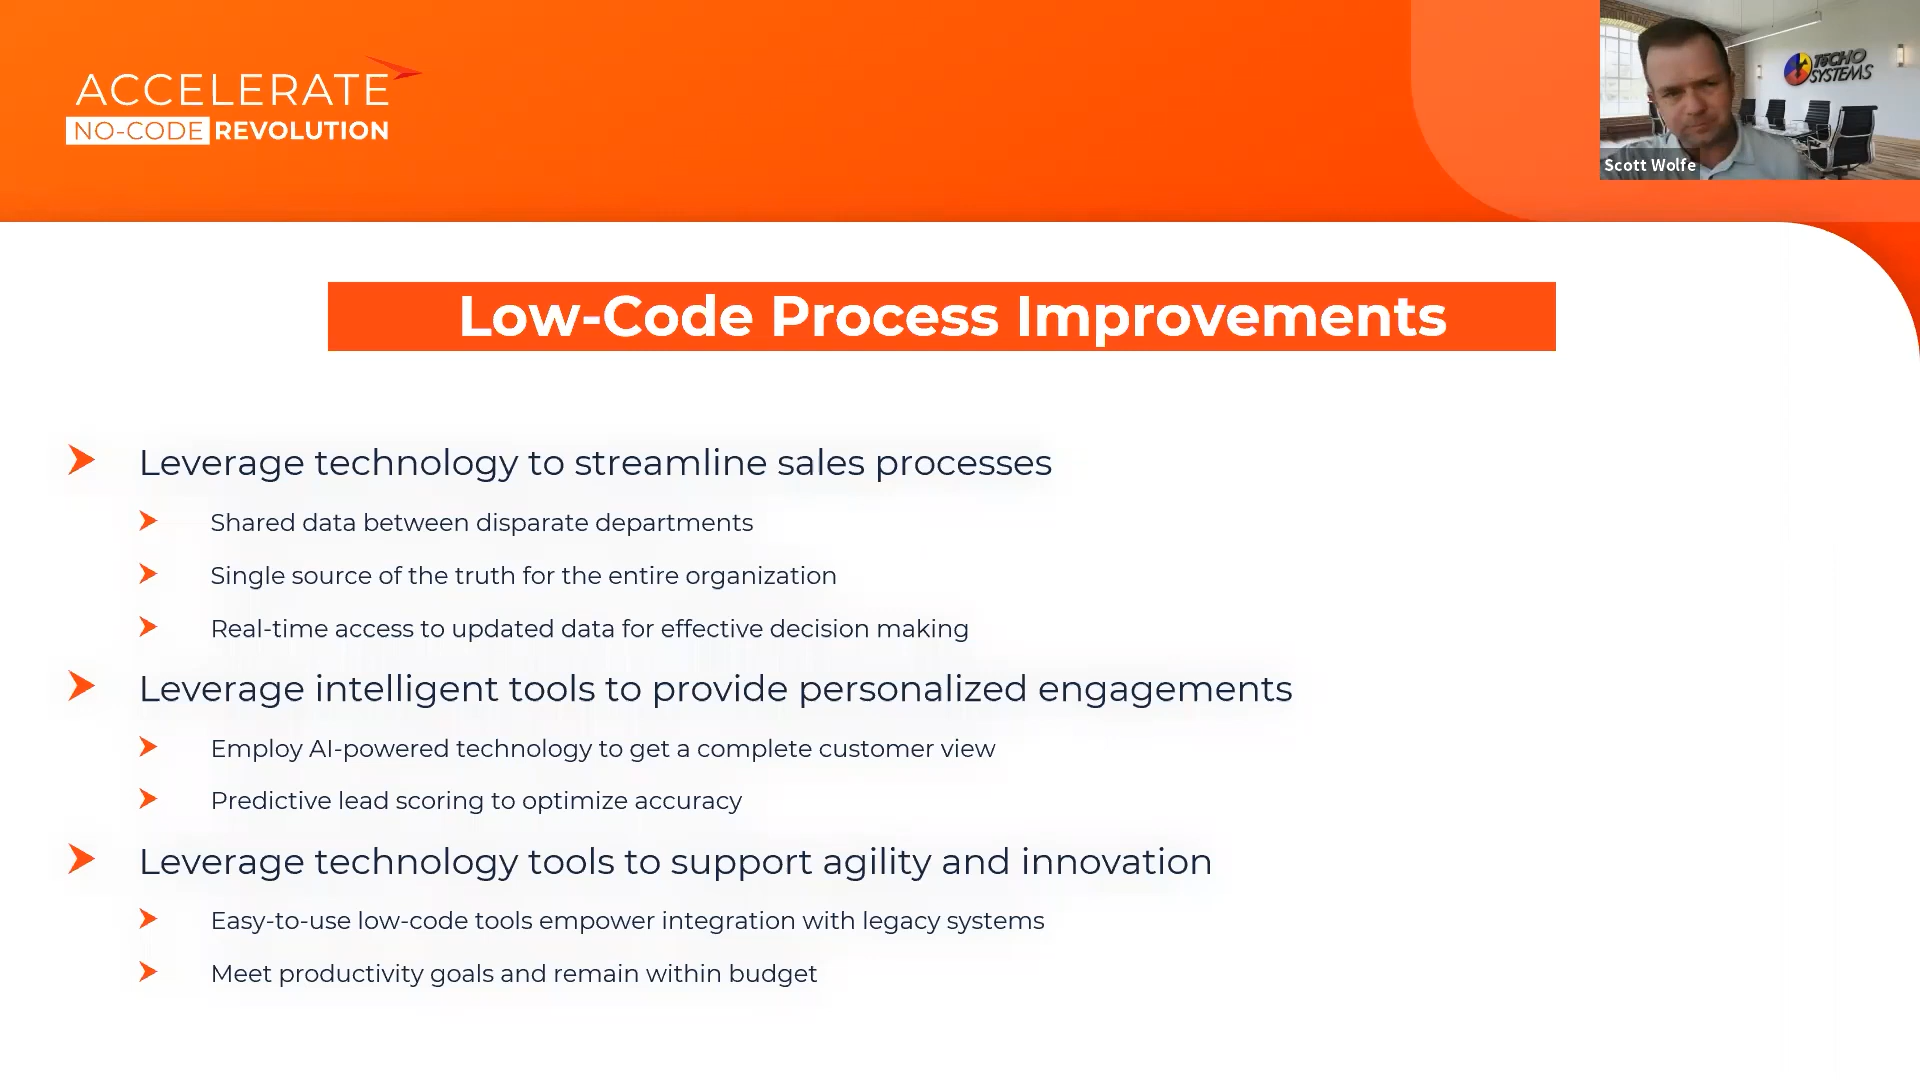 ACCELERATE
NO-CODE REVOLUTION
TECHO
SYSTEMS
Scott Wolfe
Low-Code Process Improvements
Leverage technology to streamline sales processes
Shared data between disparate departments
Single source of the truth for the entire organization
Real-time access to updated data for effective decision making
Leverage intelligent tools to provide personalized engagements
Employ AI-powered technology to get a complete customer view
Predictive lead scoring to optimize accuracy
Leverage technology tools to support agility and innovation
Easy-to-use low-code tools empower integration with legacy systems
Meet productivity goals and remain within budget